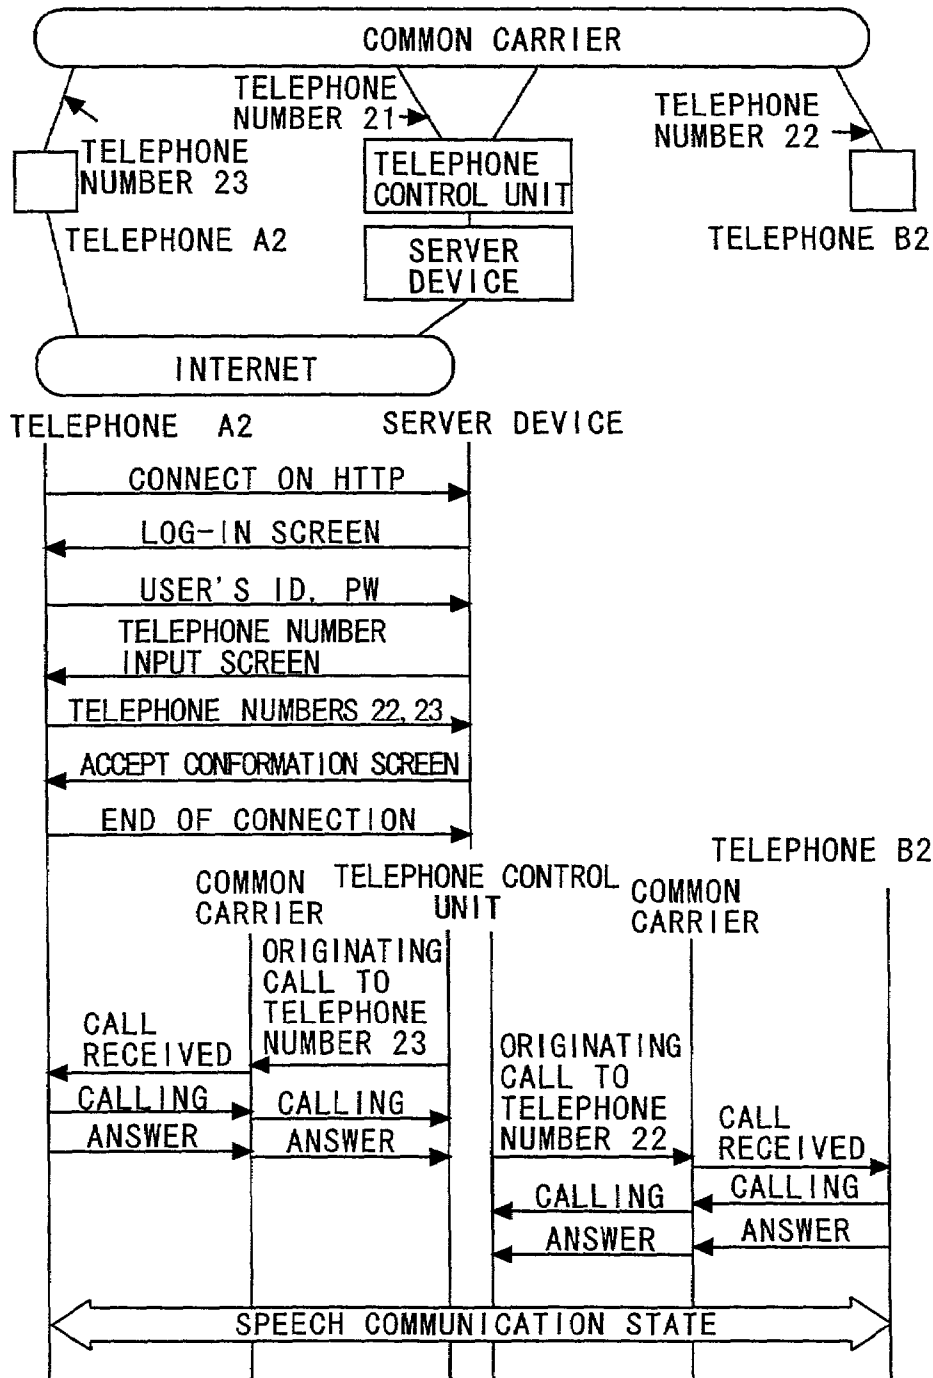 COMMON CARRIER
TELEPHONE
NUMBER 21
TELEPHONE
NUMBER 22
TELEPHONE
NUMBER 23
TELEPHONE
CONTROL UNIT
TELEPHONE A2
TELEPHONE B2
SERVER
DEVICE
INTERNET
TELEPHONE A2
SERVER DEVICE
CONNECT ON HTTP
LOG-IN SCREEN
USER'S ID, PW
TELEPHONE NUMBER
INPUT SCREEN
TELEPHONE NUMBERS 22,23
ACCEPT CONFORMATION SCREEN
END OF CONNECTION
TELEPHONE B2
COMMON
CARRIER
TELEPHONE CONTROL
UNIT
COMMON
CARRIER
ORIGINATING
CALL TO
TELEPHONE
NUMBER 23
CALL
RECEIVED
CALLING
CALLING
ANSWER
ANSWER
ORIGINATING
CALL TO
TELEPHONE
NUMBER 22
CALL
RECEIVED
CALLING
CALLING
ANSWER
ANSWER
SPEECH COMMUNICATION STATE